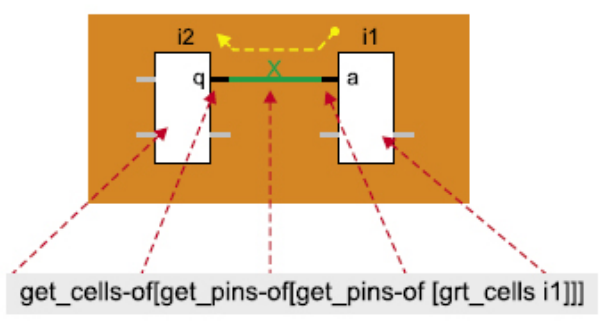 i2 i1
X
q a
get_cells-of[get_pins-of[get_pins-of [grt_cells i1]]]